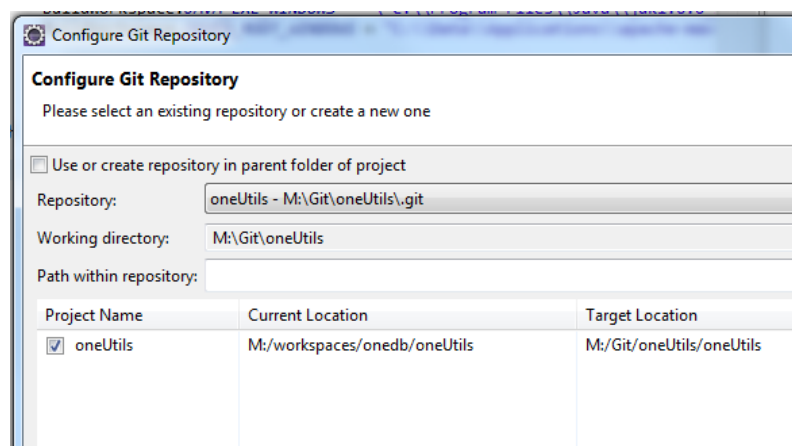 Configure Git Repository
Configure Git Repository
Please select an existing repository or create a new one
Use or create repository in parent folder of project
Repository: oneUtils - M:\Git\oneUtils\.git
Working directory: M:\Git\oneUtils
Path within repository:
Project Name Current Location Target Location
oneUtils M:/workspaces/onedb/oneUtils M:/Git/oneUtils/oneUtils